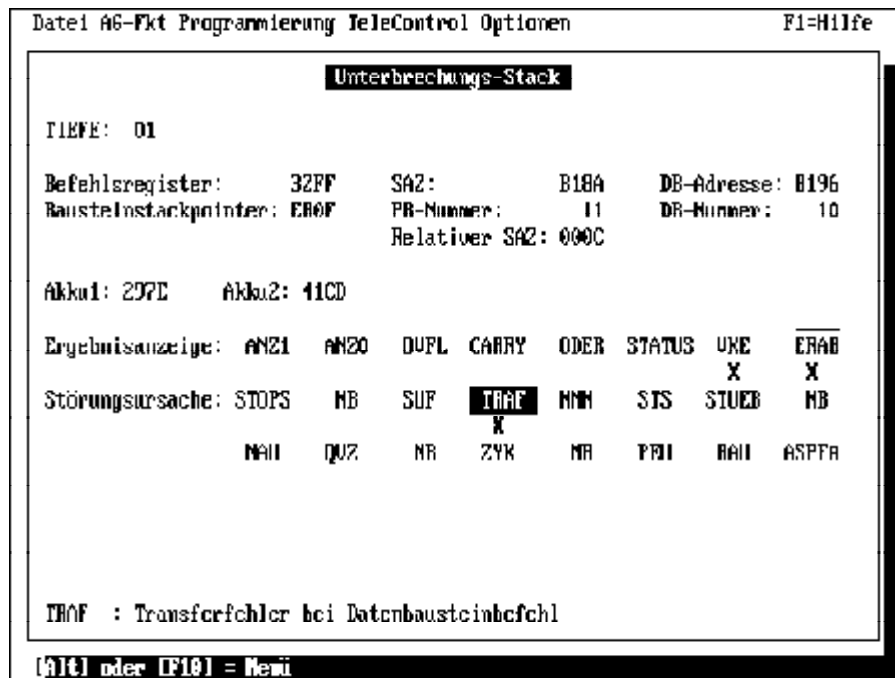 Datei AG-Fkt Programmierung TeleControl Optionen F1=Hilfe
Unterbrechungs-Stack
TIEFE: 01
Befehlsregister: 32FF SAZ: B18A DB-Adresse: B196
Bausteinstackpointer: EB0F PB-Nummer: 11 DB-Nummer: 10
Relativer SAZ: 000C
Akku1: Akku2: 41CD
Ergebnisanzeige: ANZ1 ANZ0 OVFL CARRY ODER STATUS VKE ERAB
X X
Störungsursache: STOPS NB SUF TRAF NNN STS STUEB NB
X
NAU QVZ NB ZYK NB PEU BAU ASPFA
TRAF : Transferfehler bei Datenbausteinbefehl
[Alt] oder [F10] = Menü